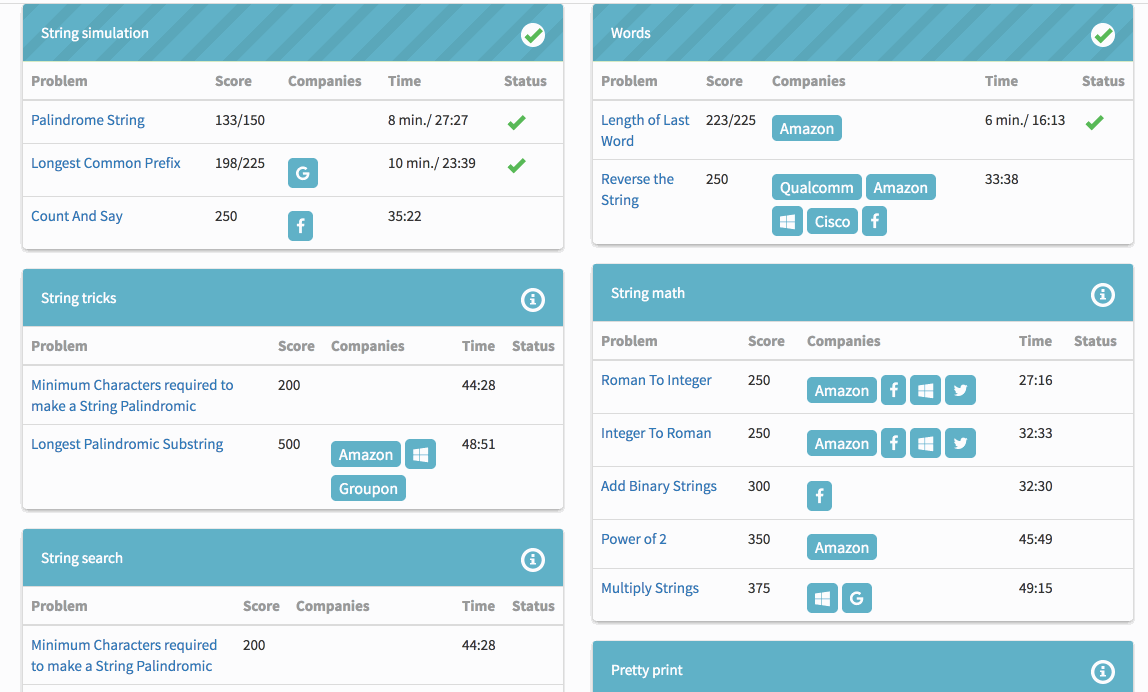 String simulation
Problem Score Companies Time Status
Palindrome String 133/150 8 min./ 27:27
Longest Common Prefix 198/225 G 10 min./ 23:39
Count And Say 250 f 35:22
String tricks
Problem Score Companies Time Status
Minimum Characters required to 200 44:28
make a String Palindromic
Longest Palindromic Substring 500 Amazon 48:51
Groupon
String search
Problem Score Companies Time Status
Minimum Characters required 200 44:28
to make a String Palindromic
Words
Problem Score Companies Time Status
Length of Last 223/225 Amazon 6 min./ 16:13
Word
Reverse the 250 Qualcomm Amazon 33:38
String Cisco f
String math
Problem Score Companies Time Status
Roman To Integer 250 Amazon f 27:16
Integer To Roman 250 Amazon f 32:33
Add Binary Strings 300 f 32:30
Power of 2 350 Amazon 45:49
Multiply Strings 375 G 49:15
Pretty print